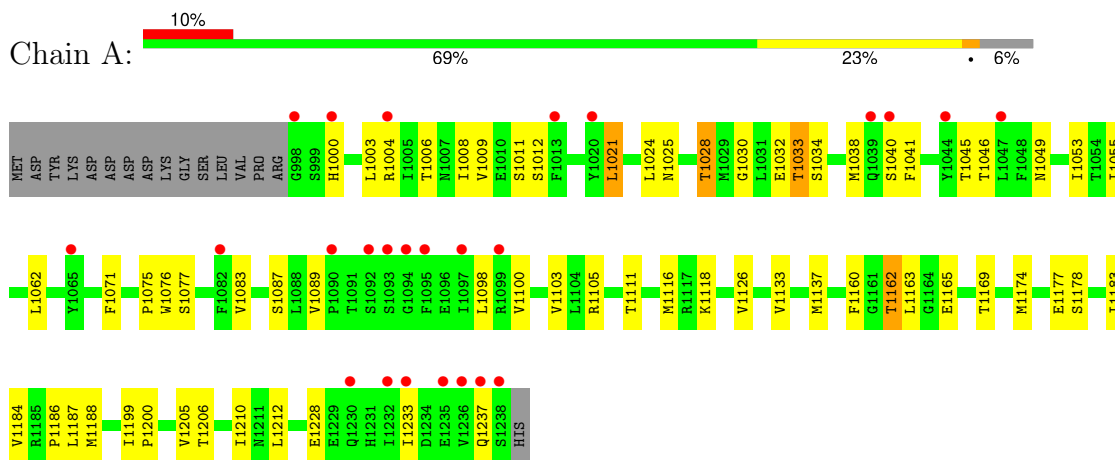 10%
Chain A:
69% 23% • 6%
MET ASP TYR LYS ASP ASP ASP ASP LYS GLY SER LEU VAL PRO ARG G998 S999 H1000 L1003 R1004 I1005 T1006 N1007 I1008 V1009 E1010 S1011 S1012 F1013 Y1020 L1021 L1024 N1025 T1028 M1029 G1030 L1031 E1032 T1033 S1034 M1038 Q1039 S1040 F1041 Y1044 T1045 T1046 L1047 F1048 N1049 I1053 T1054
L1062 Y1065 F1071 P1075 W1076 S1077 F1082 V1083 S1087 L1088 V1089 P1090 T1091 S1092 S1093 G1094 F1095 E1096 I1097 L1098 R1099 V1100 V1103 L1104 R1105 T1111 M1116 R1117 K1118 V1126 V1133 M1137 F1160 G1161 T1162 L1163 G1164 E1165 T1169 M1174 E1177 S1178
V1184 R1185 P1186 L1187 M1188 I1199 P1200 V1205 T1206 I1210 N1211 L1212 E1228 E1229 Q1230 H1231 I1232 I1233 D1234 E1235 V1236 Q1237 S1238 HIS